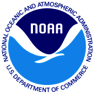 NATIONAL OCEANIC AND ATMOSPHERIC ADMINISTRATION
NOAA
U.S. DEPARTMENT OF COMMERCE